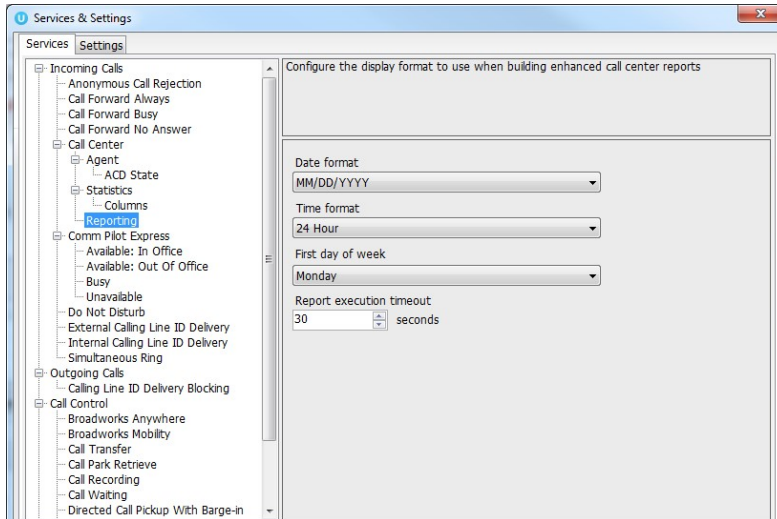 Services & Settings
Services
Settings
Incoming Calls
Anonymous Call Rejection
Call Forward Always
Call Forward Busy
Call Forward No Answer
Call Center
Agent
ACD State
Statistics
Columns
Reporting
Comm Pilot Express
Available: In Office
Available: Out Of Office
Busy
Unavailable
Do Not Disturb
External Calling Line ID Delivery
Internal Calling Line ID Delivery
Simultaneous Ring
Outgoing Calls
Calling Line ID Delivery Blocking
Call Control
Broadworks Anywhere
Broadworks Mobility
Call Transfer
Call Park Retrieve
Call Recording
Call Waiting
Directed Call Pickup With Barge-in
Configure the display format to use when building enhanced call center reports
Date format
MM/DD/YYYY
Time format
24 Hour
First day of week
Monday
Report execution timeout
30 seconds